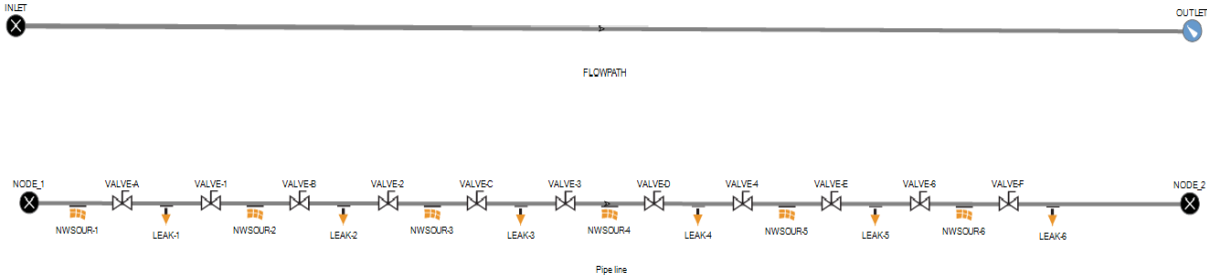 INLET
OUTLET
FLOWPATH
NODE_1
VALVE-A
VALVE-1
VALVE-B
VALVE-2
VALVE-C
VALVE-3
VALVE-D
VALVE-4
VALVE-E
VALVE-6
VALVE-F
NODE_2
NWSOUR-1
LEAK-1
NWSOUR-2
LEAK-2
NWSOUR-3
LEAK-3
NWSOUR-4
LEAK-4
NWSOUR-5
LEAK-5
NWSOUR-6
LEAK-6
Pipe line